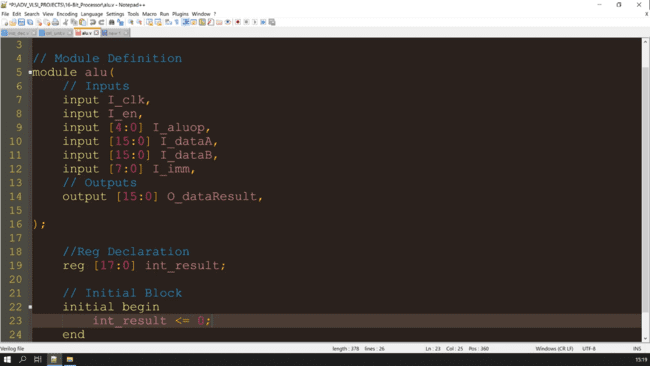 *P:\ADV_VLSI_PROJECTS\16-Bit_Processor\alu.v - Notepad++
File Edit Search View Encoding Language Settings Tools Macro Run Plugins Window ?
alu.v
3
4 // Module Definition
5 module alu(
6 // Inputs
7 input I_clk,
8 input I_en,
9 input [4:0] I_aluop,
10 input [15:0] I_dataA,
11 input [15:0] I_dataB,
12 input [7:0] I_imm,
13 // Outputs
14 output [15:0] O_dataResult,
15
16 );
17
18 //Reg Declaration
19 reg [17:0] int_result;
20
21 // Initial Block
22 initial begin
23 int_result <= 0;
24 end
Verilog file length : 378 lines : 26 Ln : 23 Col : 25 Pos : 360 Windows (CR LF) UTF-8 INS
15:19